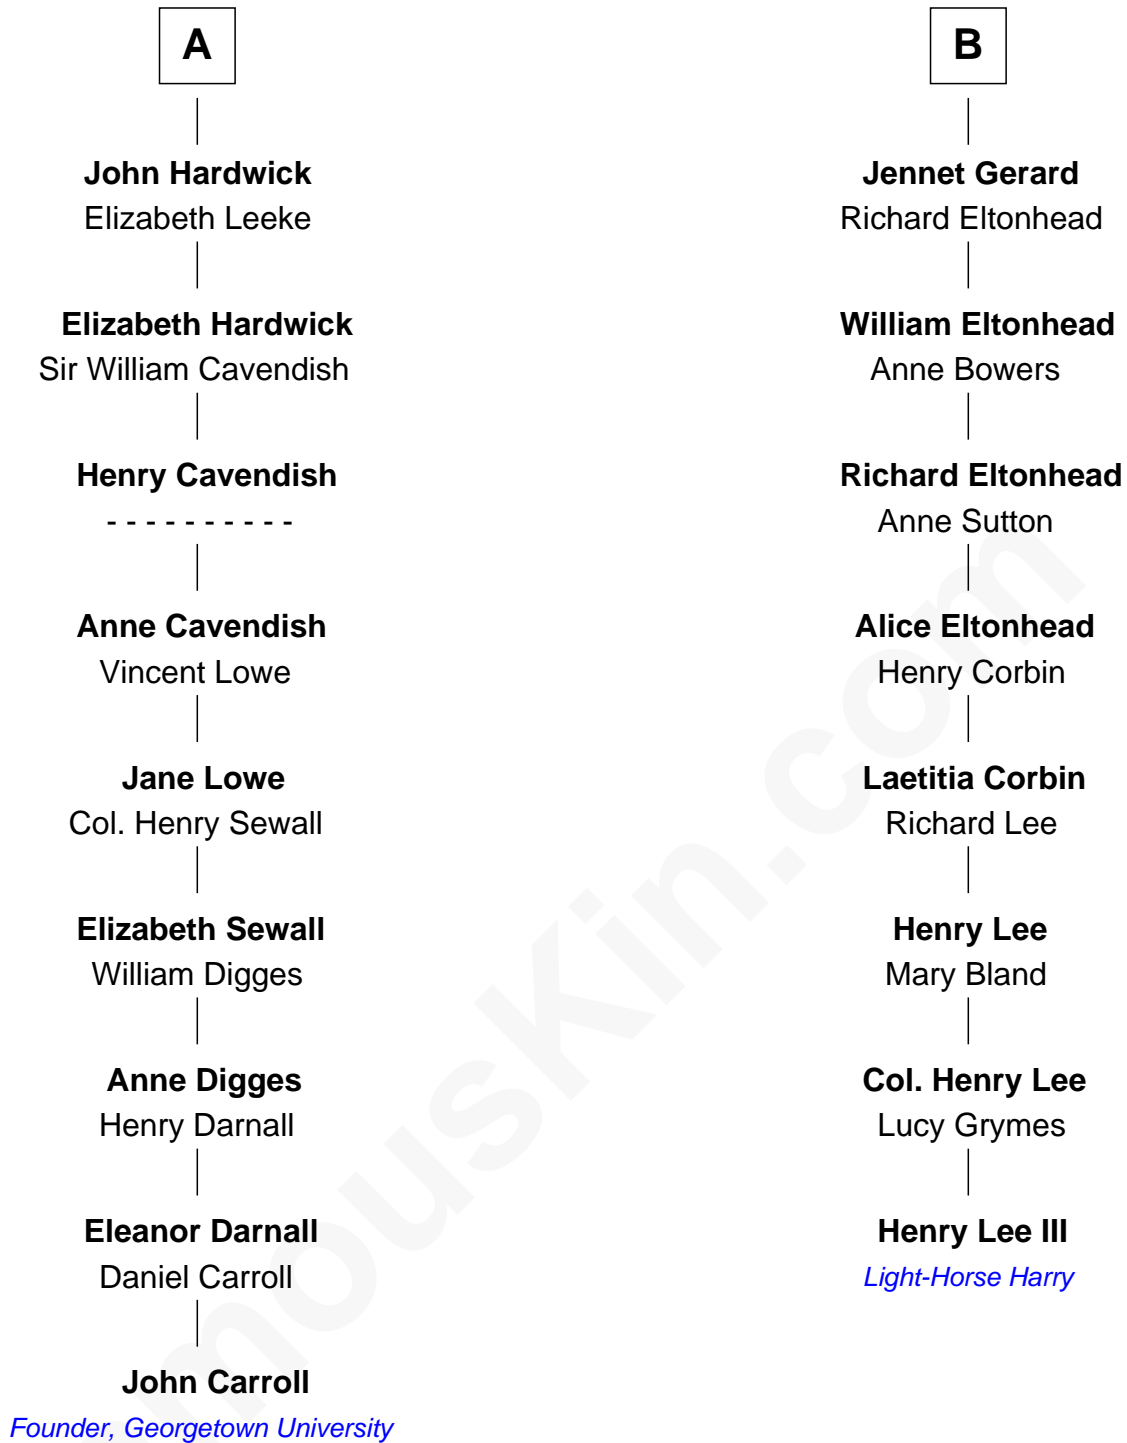 A
John Hardwick
Elizabeth Leeke
Elizabeth Hardwick
Sir William Cavendish
Henry Cavendish
- - - - - - - - - -
Anne Cavendish
Vincent Lowe
Jane Lowe
Col. Henry Sewall
Elizabeth Sewall
William Digges
Anne Digges
Henry Darnall
Eleanor Darnall
Daniel Carroll
John Carroll
Founder, Georgetown University
B
Jennet Gerard
Richard Eltonhead
William Eltonhead
Anne Bowers
Richard Eltonhead
Anne Sutton
Alice Eltonhead
Henry Corbin
Laetitia Corbin
Richard Lee
Henry Lee
Mary Bland
Col. Henry Lee
Lucy Grymes
Henry Lee III
Light-Horse Harry
mousKin.com